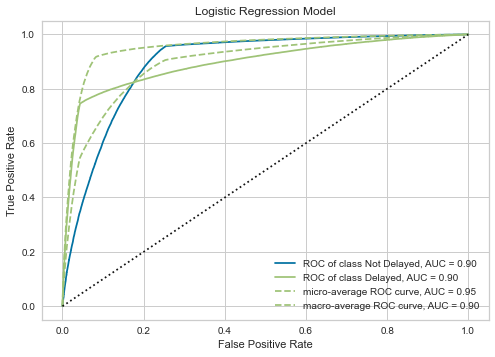 Logistic Regression Model
1.0
0.8
0.6
0.4
0.2
0.0
True Positive Rate
ROC of class Not Delayed, AUC = 0.90
ROC of class Delayed, AUC = 0.90
micro-average ROC curve, AUC = 0.95
macro-average ROC curve, AUC = 0.90
0.0 0.2 0.4 0.6 0.8 1.0
False Positive Rate